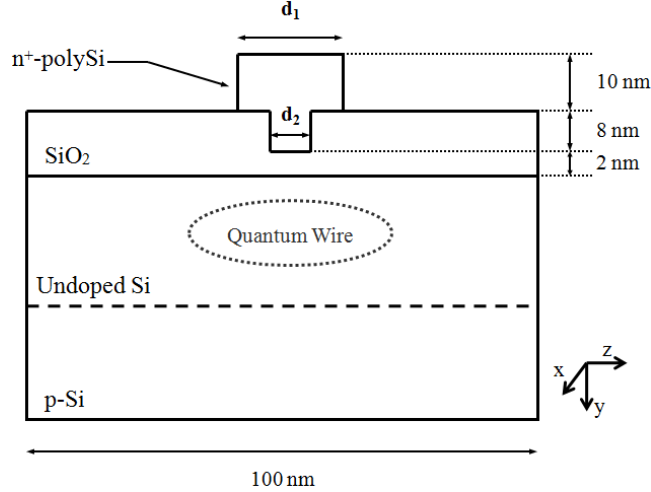 d₁
n⁺-polySi
10 nm
d₂
8 nm
SiO₂
2 nm
Quantum Wire
Undoped Si
z
x
p-Si
y
100 nm